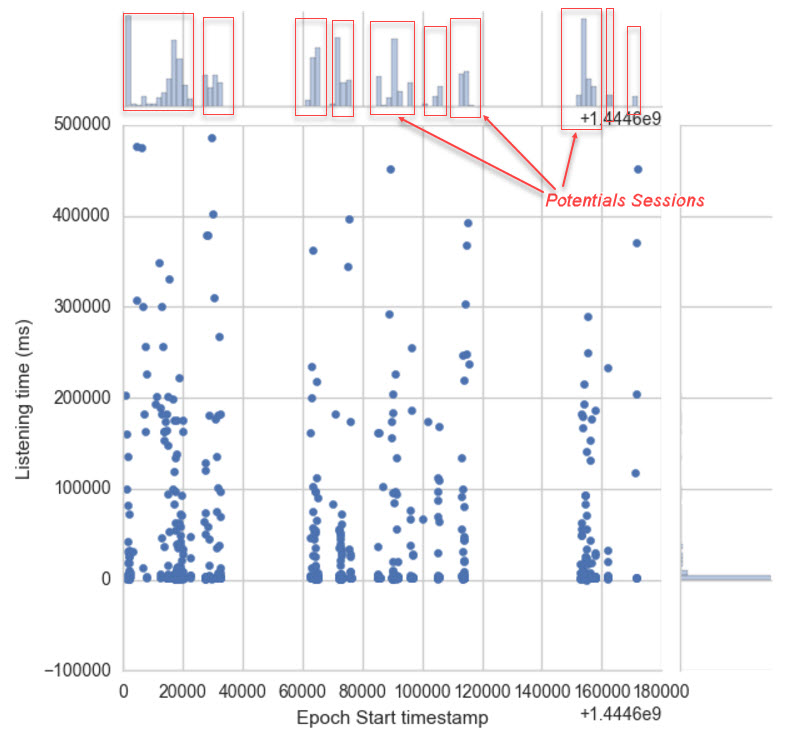 +1.4446e9
500000
Potentials Sessions
400000
300000
200000
100000
0
−100000
Listening time (ms)
0 20000 40000 60000 80000 100000 120000 140000 160000 180000
Epoch Start timestamp
+1.4446e9